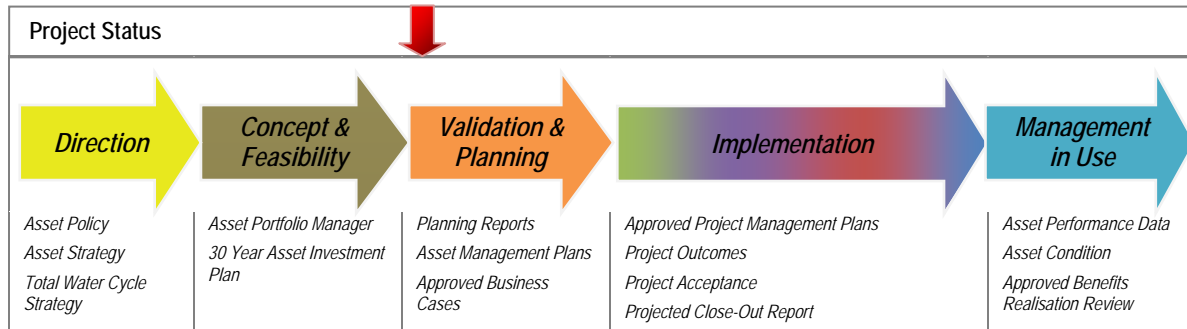 Project Status
Direction
Concept &
Feasibility
Validation &
Planning
Implementation
Management
in Use
Asset Policy
Asset Strategy
Total Water Cycle
Strategy
Asset Portfolio Manager
30 Year Asset Investment
Plan
Planning Reports
Asset Management Plans
Approved Business
Cases
Approved Project Management Plans
Project Outcomes
Project Acceptance
Projected Close-Out Report
Asset Performance Data
Asset Condition
Approved Benefits
Realisation Review